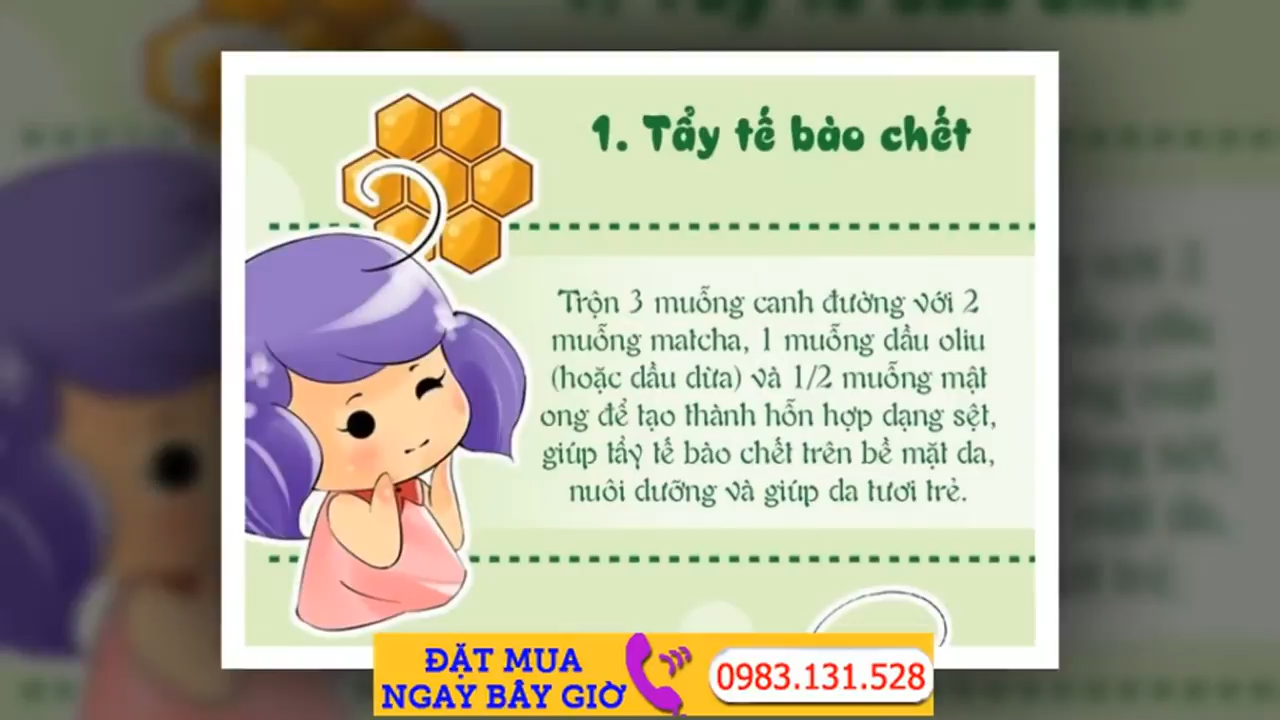 1. Tẩy tế bào chết
Trộn 3 muỗng canh đường với 2
muỗng matcha, 1 muỗng dầu oliu
(hoặc dầu dừa) và 1/2 muỗng mật
ong để tạo thành hỗn hợp dạng sệt,
giúp tẩy tế bào chết trên bề mặt da,
nuôi dưỡng và giúp da tươi trẻ.
ĐẶT MUA
NGAY BÂY GIỜ
0983.131.528